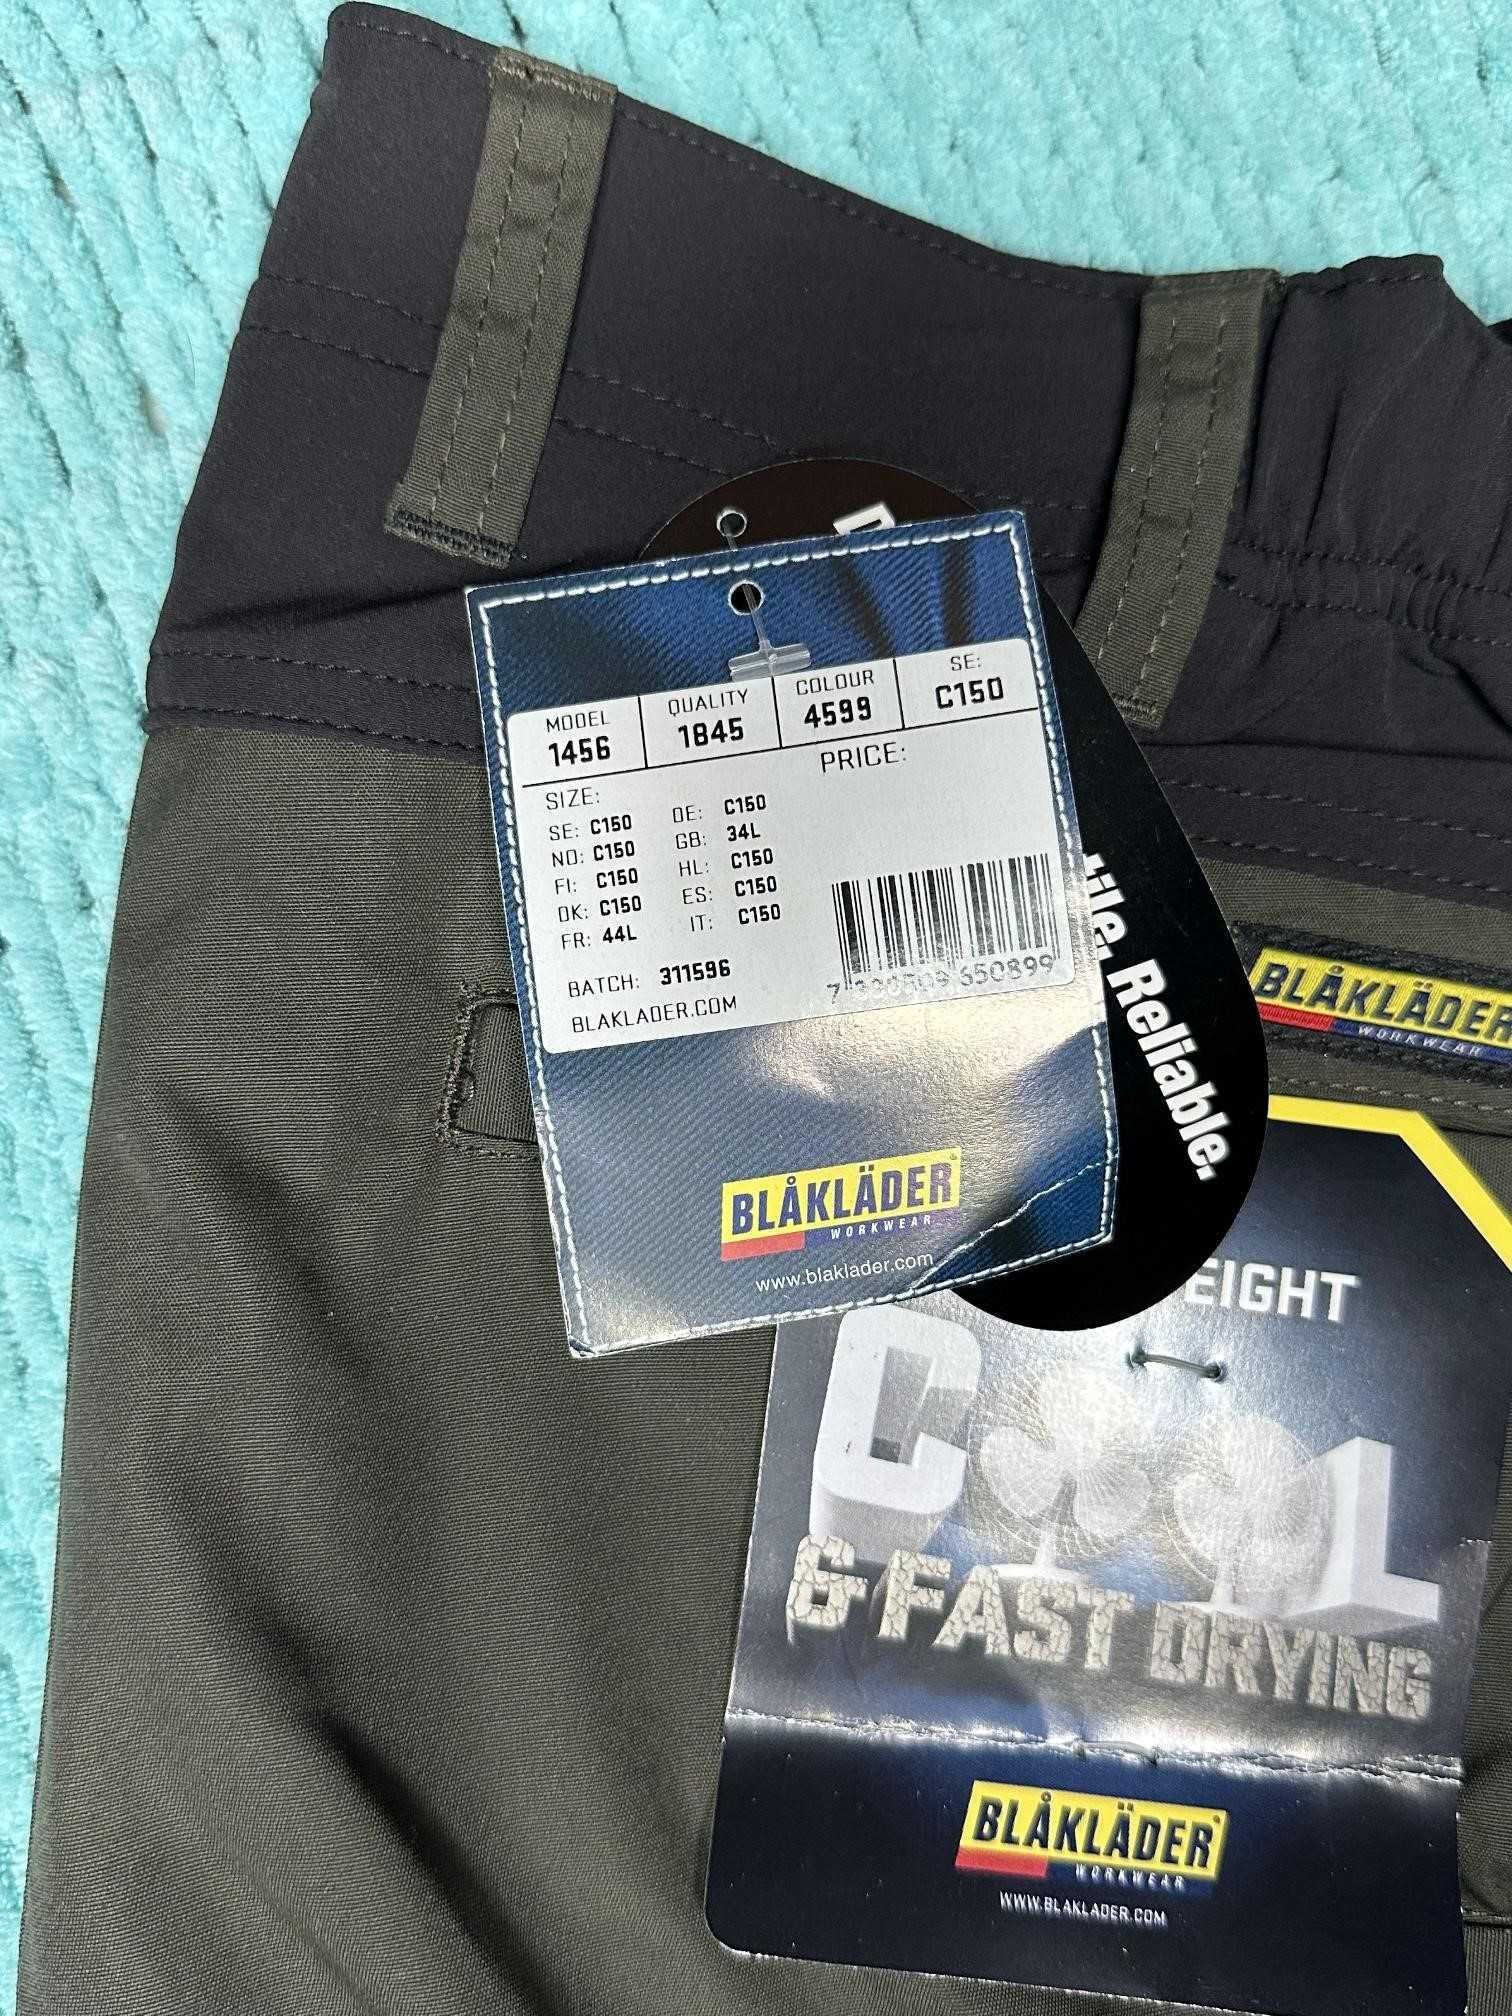 MODEL QUALITY COLOUR SE:
1456 1845 4599 C150
PRICE:
SIZE:
SE: C150 DE: C150
NO: C150 GB: 34L
FI: C150 HL: C150
DK: C150 ES: C150
FR: 44L IT: C150
BATCH: 311596
BLAKLADER.COM
650899
BLÅKLÄDER
WORKWEAR
www.blaklader.com
Reliable.
BLÅKLÄDER
WORKWEAR
COOL
& FAST DRYING
BLÅKLÄDER
WORKWEAR
WWW.BLAKLADER.COM